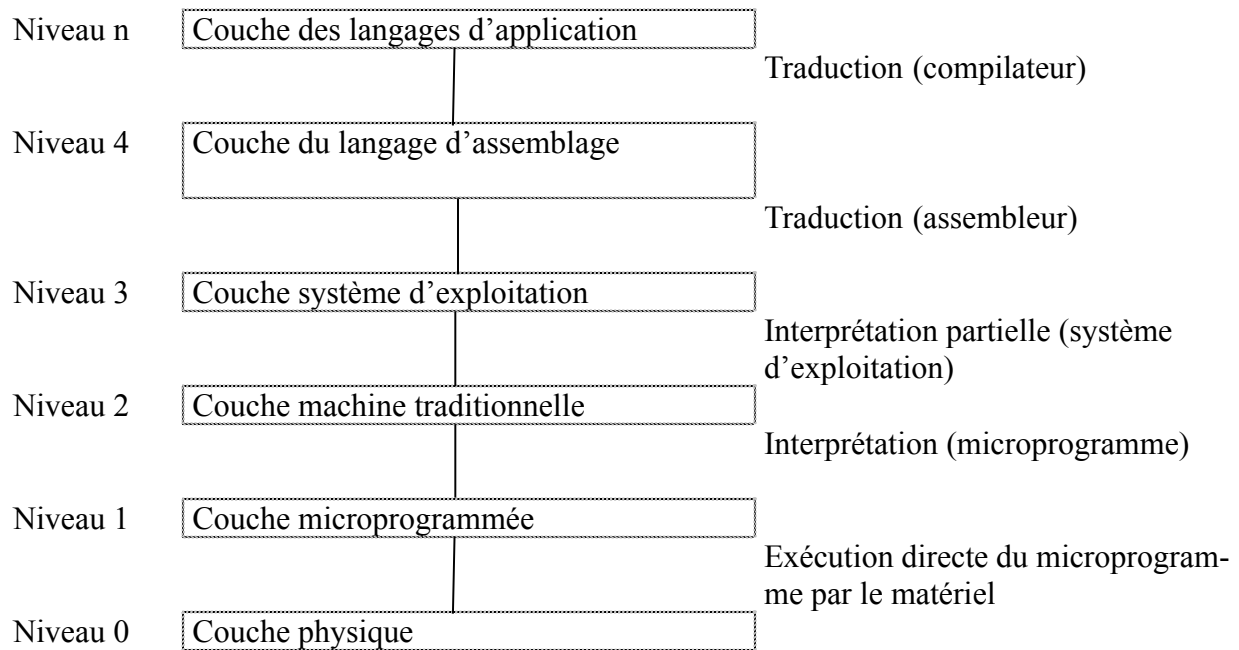 Niveau n Couche des langages d’application
Traduction (compilateur)
Niveau 4 Couche du langage d’assemblage
Traduction (assembleur)
Niveau 3 Couche système d’exploitation
Interprétation partielle (système
d’exploitation)
Niveau 2 Couche machine traditionnelle
Interprétation (microprogramme)
Niveau 1 Couche microprogrammée
Exécution directe du microprogram-
me par le matériel
Niveau 0 Couche physique